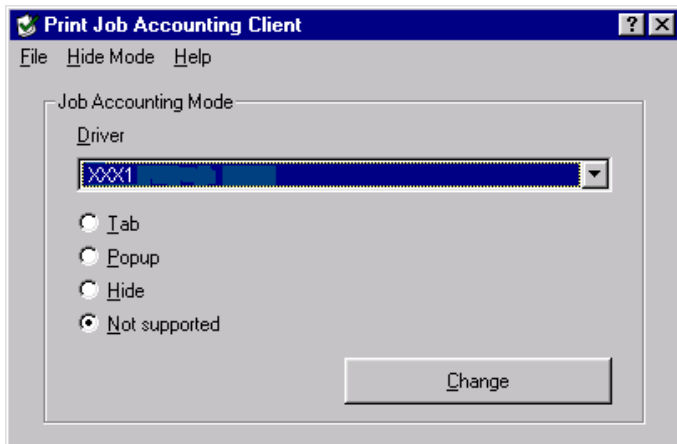 Print Job Accounting Client
File Hide Mode Help
Job Accounting Mode
Driver
XXX1
Tab
Popup
Hide
Not supported
Change